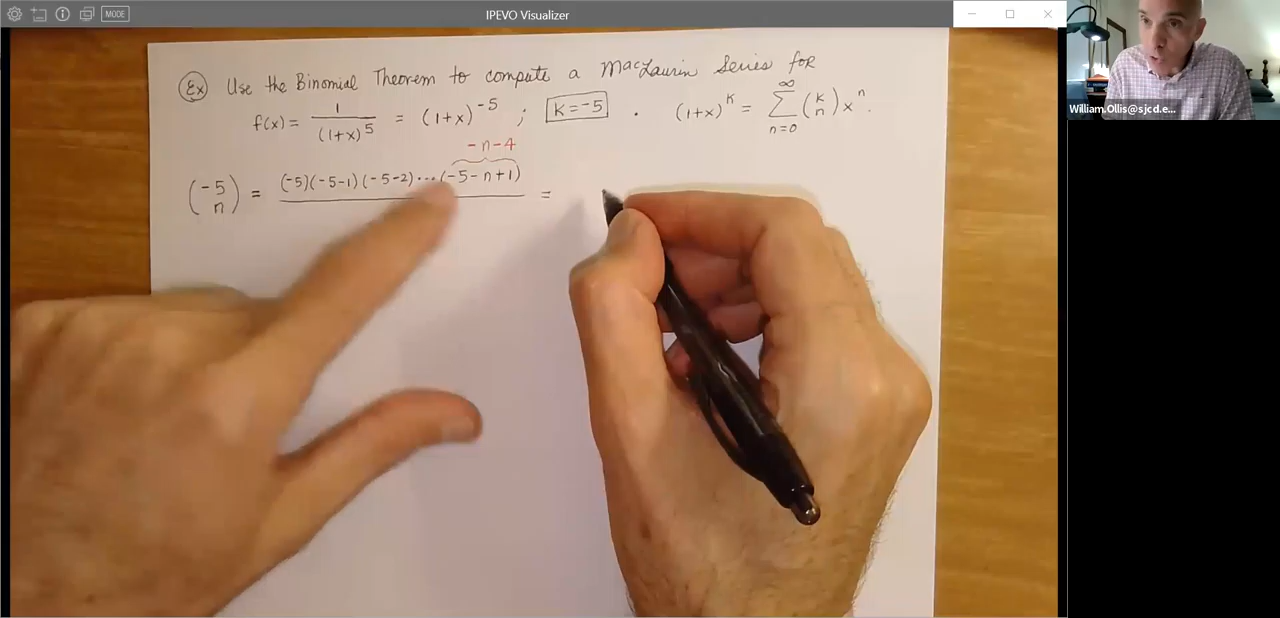 MODE
IPEVO Visualizer
William.Ollis@sjcd.e...
Ex Use the Binomial Theorem to compute a MacLaurin Series for
f(x) = 1/(1+x)^5 = (1+x)^-5 ; k = -5 . (1+x)^k = ∑_{n=0}^{∞} (k n) x^n.
-n-4
(-5 n) = (-5)(-5-1)(-5-2)...(-5-n+1) =